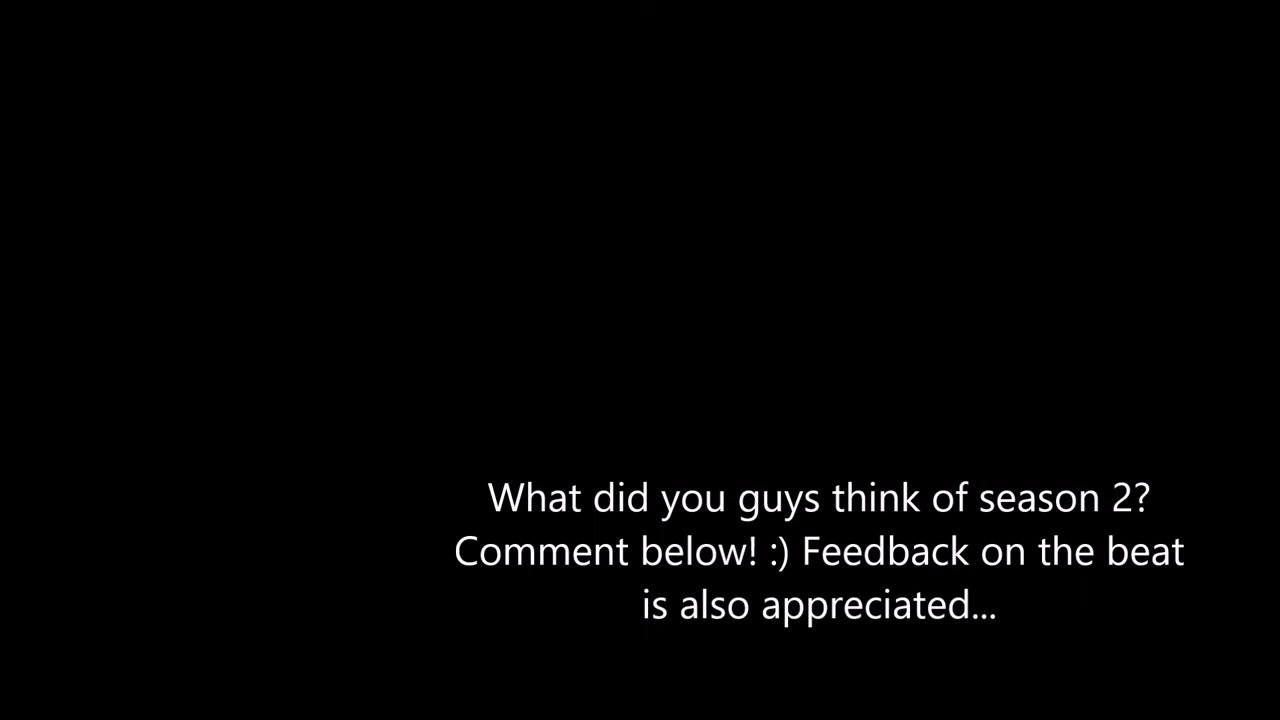 What did you guys think of season 2?
Comment below! :) Feedback on the beat
is also appreciated...